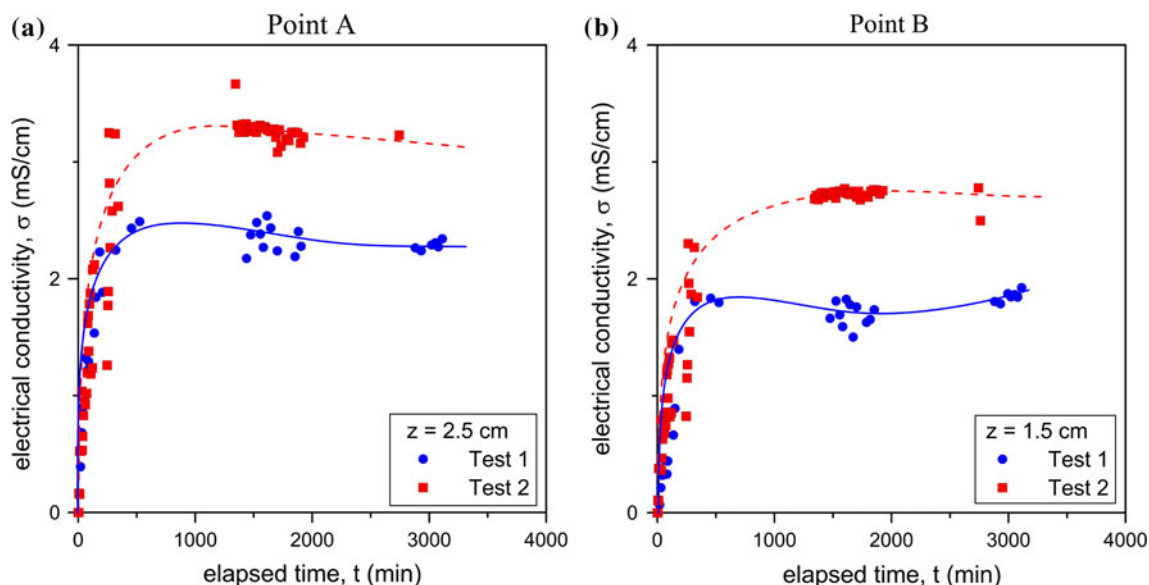 (a) Point A
electrical conductivity, σ (mS/cm)
4
2
0
z = 2.5 cm
Test 1
Test 2
0 1000 2000 3000 4000
elapsed time, t (min)
(b) Point B
electrical conductivity, σ (mS/cm)
4
2
0
z = 1.5 cm
Test 1
Test 2
0 1000 2000 3000 4000
elapsed time, t (min)